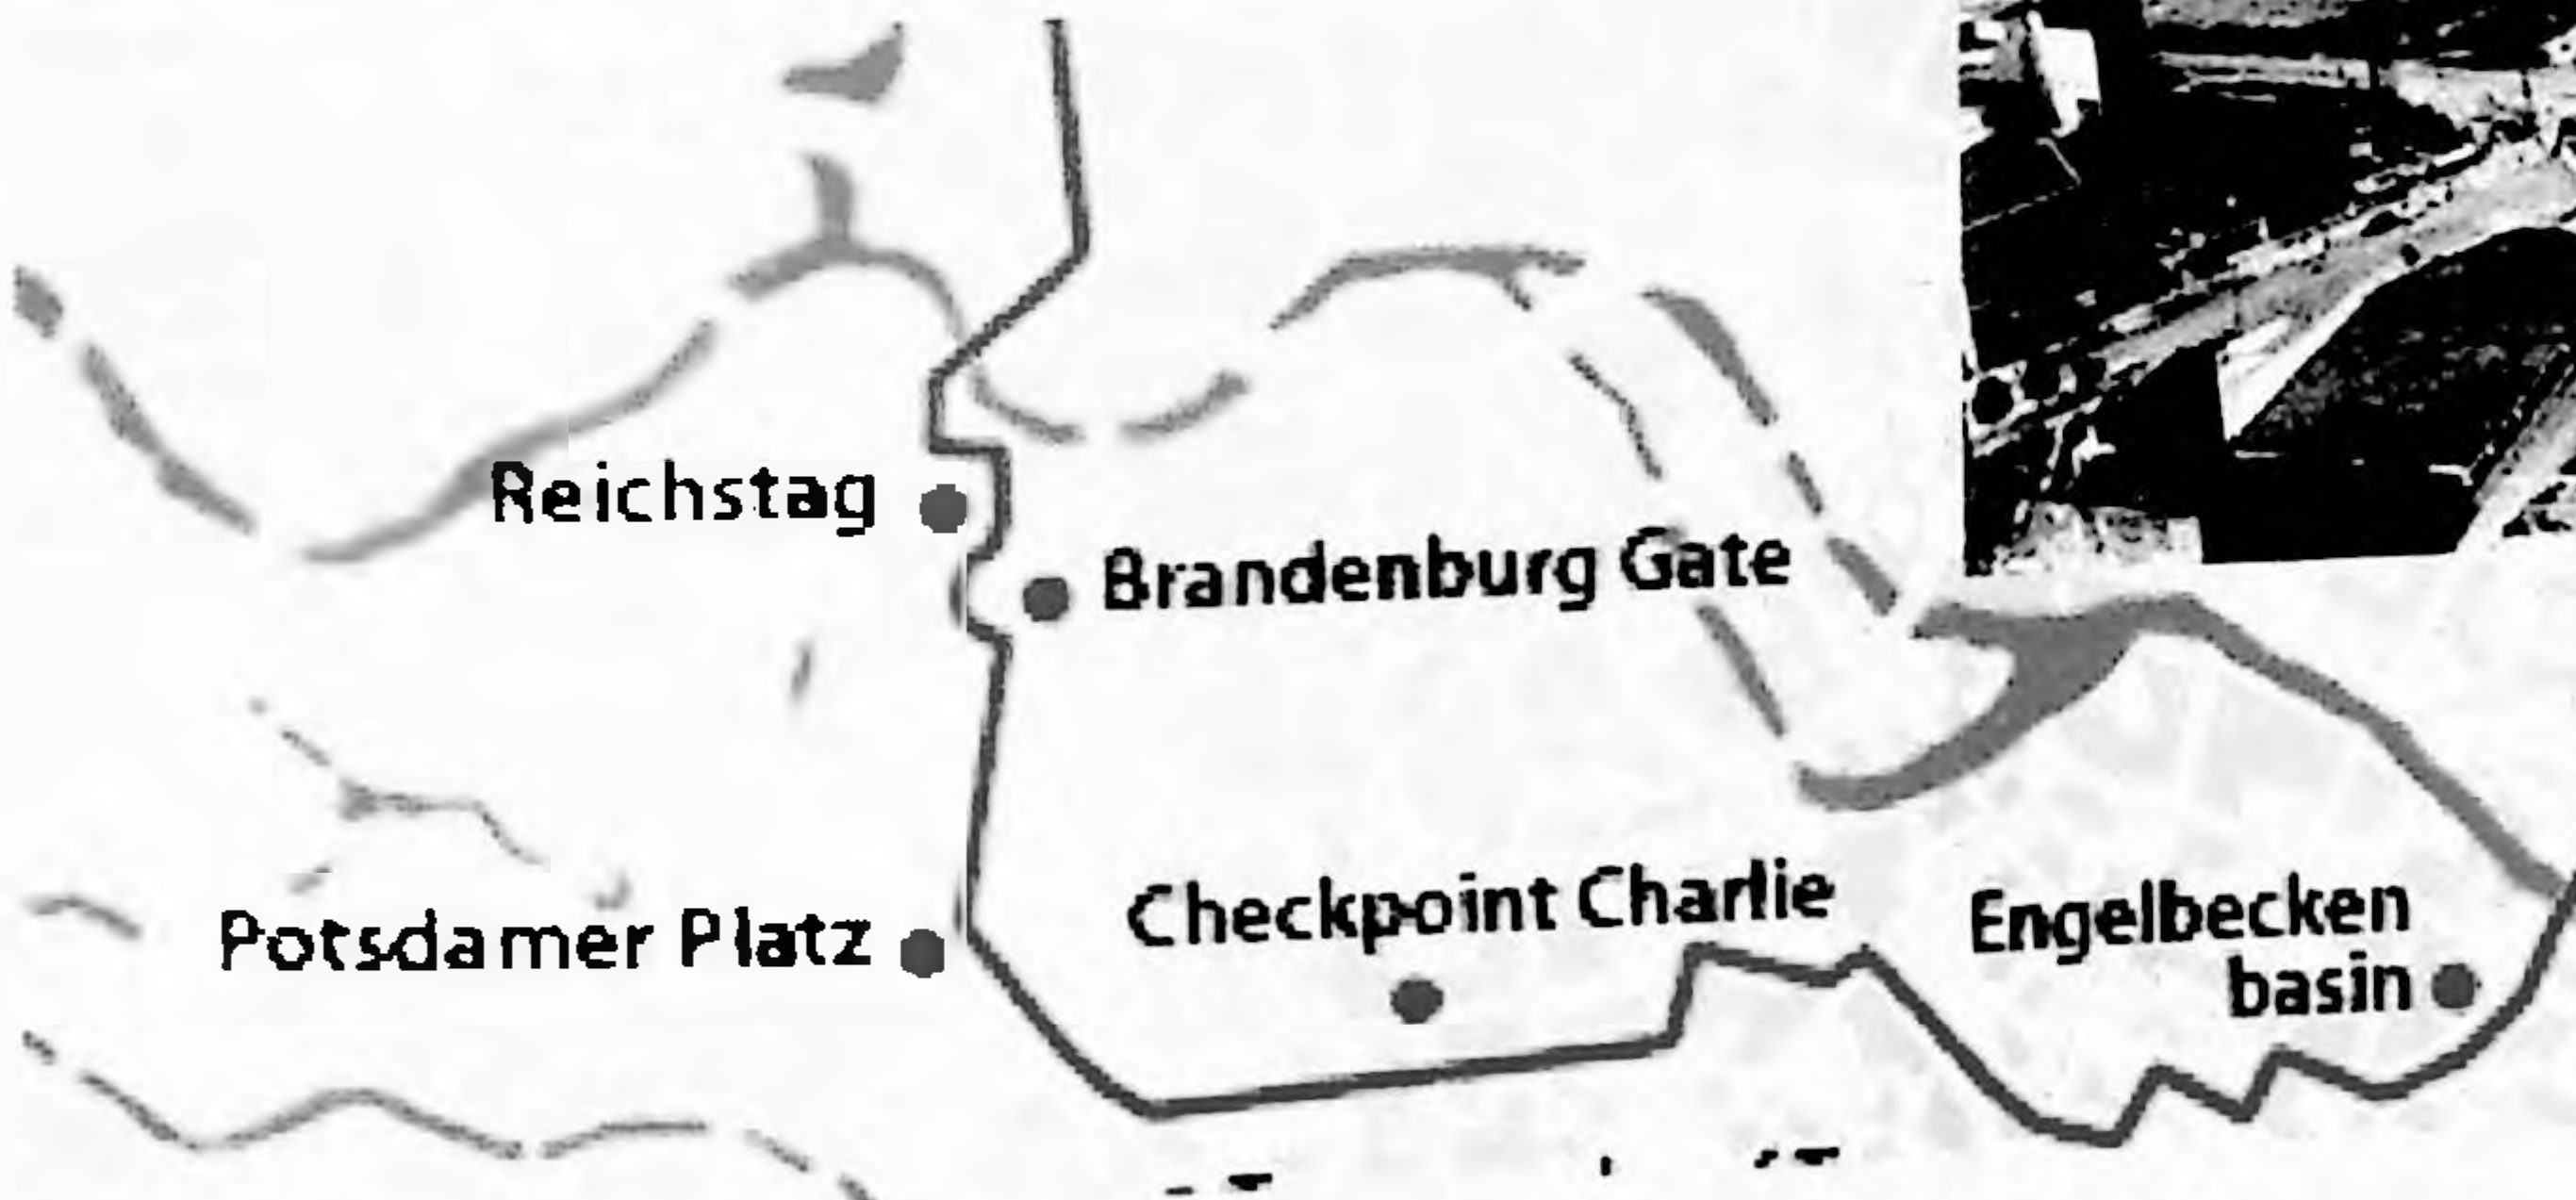 Reichstag
Brandenburg Gate
Checkpoint Charlie
Potsdamer Platz
Engelbecken
basin